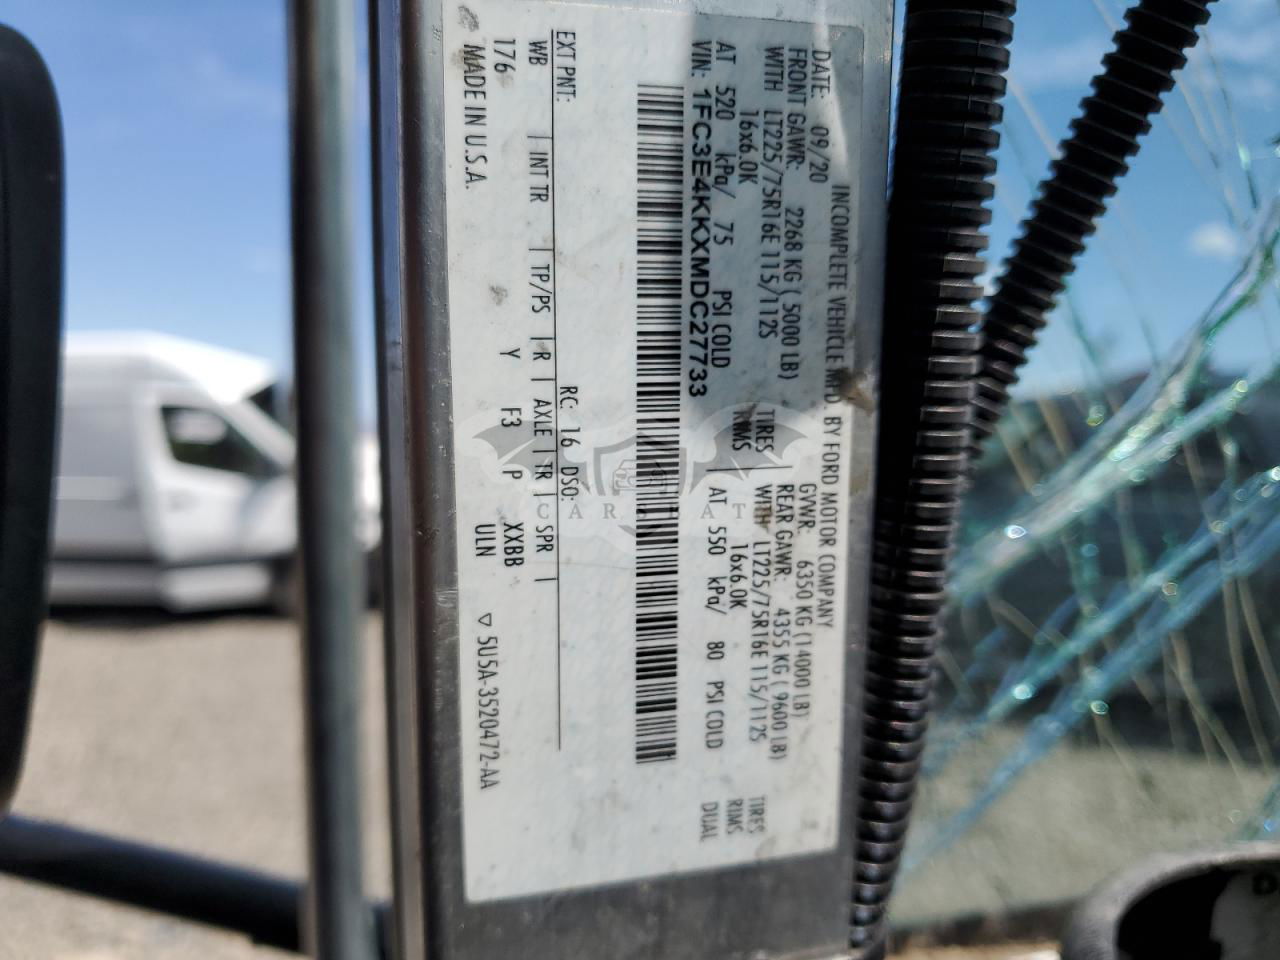 INCOMPLETE VEHICLE MFD. BY FORD MOTOR COMPANY
DATE: 09/20 GVWR: 6350 KG (14000 LB)
FRONT GAWR: 2268 KG (5000 LB) REAR GAWR: 4355 KG (9600 LB)
WITH LT225/75R16E 115/112S TIRES WITH LT225/75R16E 115/112S TIRES
16x6.0K RIMS 16x6.0K RIMS
AT 520 kPa/ 75 PSI COLD AT 550 kPa/ 80 PSI COLD DUAL
VIN: 1FC3E4KKXMDC27733
EXT PNT: RC: 16 DSO:
WB | INT TR | TP/PS | R | AXLE | TR | SPR |
176 Y F3 P XXBB
MADE IN U.S.A. ULN ▽ 5U5A-3520472-AA
CARSPATH